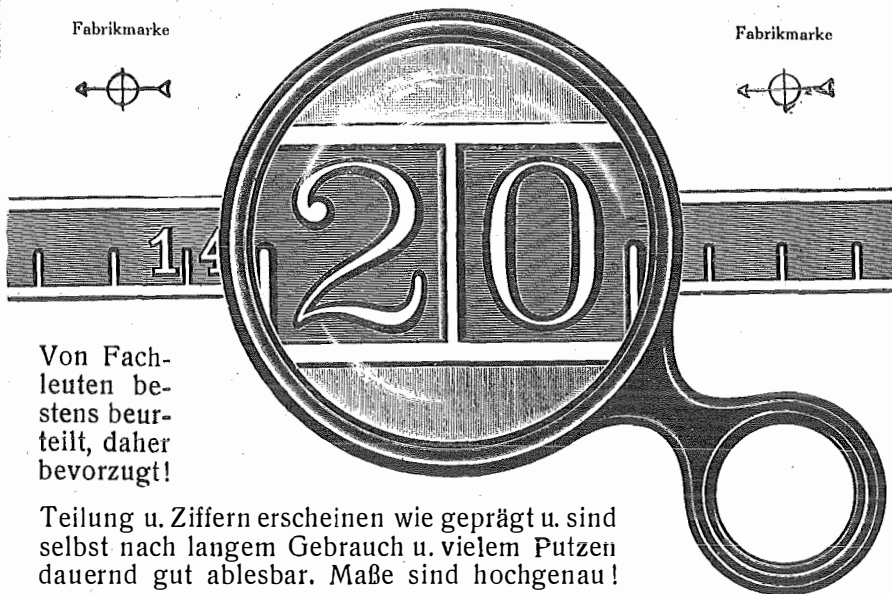 Fabrikmarke
Fabrikmarke
14
20
Von Fach-
leuten be-
stens beur-
teilt, daher
bevorzugt!
Teilung u. Ziffern erscheinen wie geprägt u. sind
selbst nach langem Gebrauch u. vielem Putzen
dauernd gut ablesbar. Maße sind hochgenau!